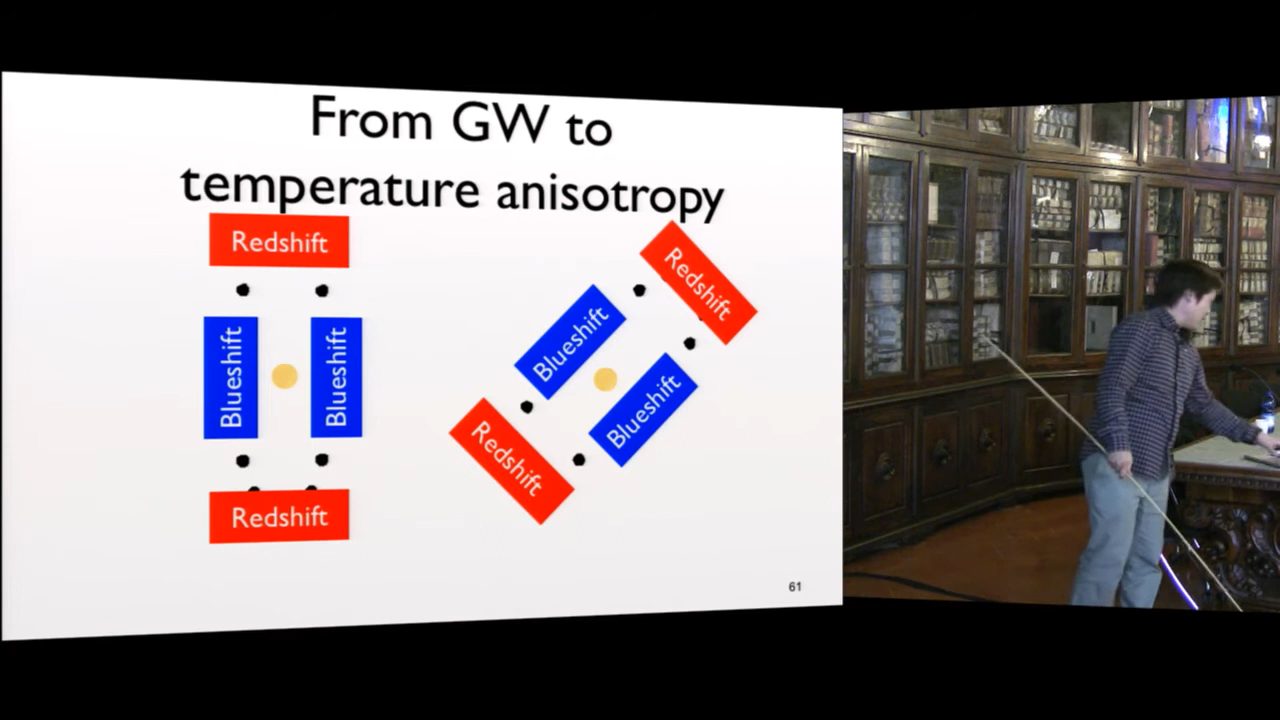 From GW to
temperature anisotropy
Redshift
Blueshift
Blueshift
Redshift
Redshift
Blueshift
Blueshift
Redshift
61